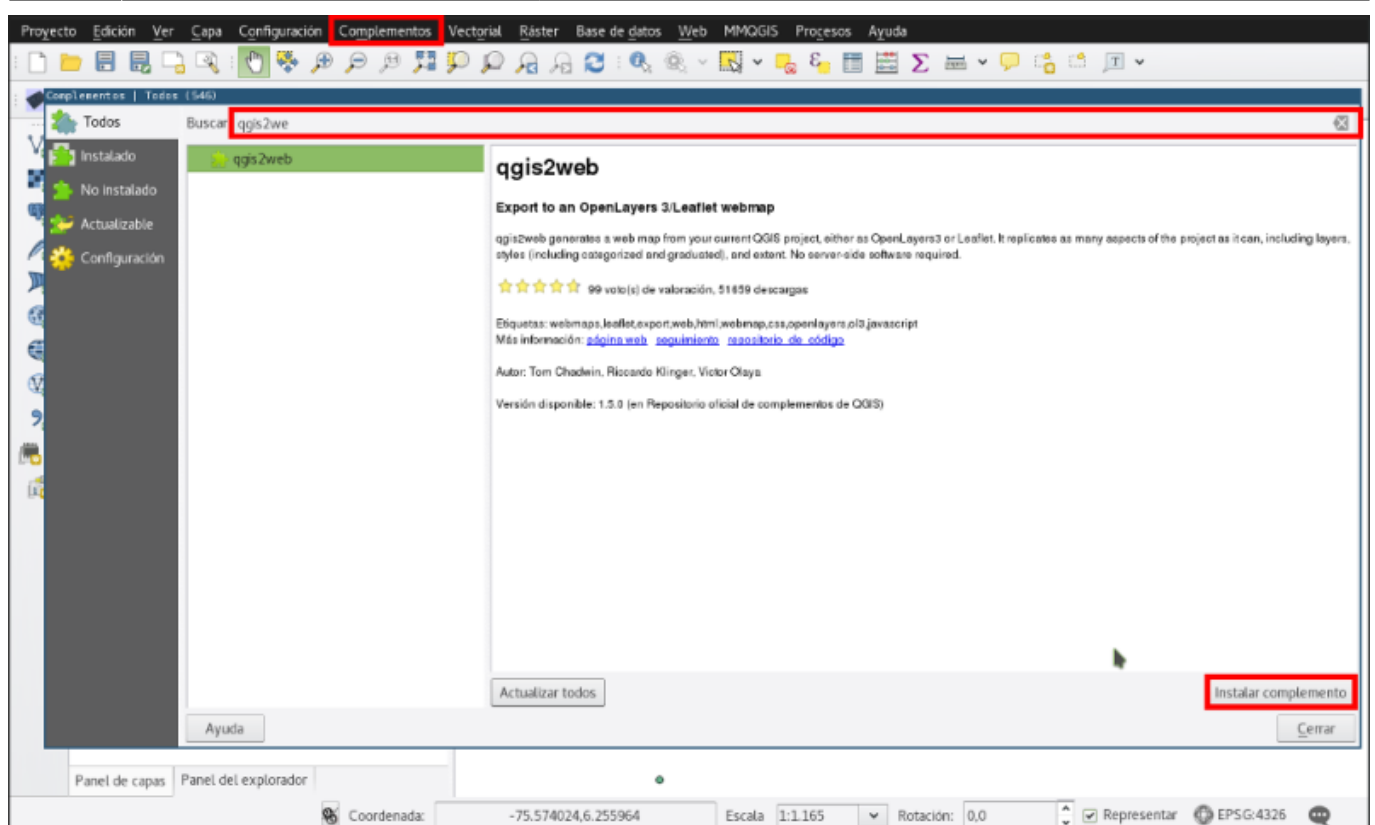 Proyecto Edición Ver Capa Configuración Complementos Vectorial Ráster Base de datos Web MMQGIS Procesos Ayuda
Complementos | Todos (546)
Todos
Buscar qgis2we
Instalado
No instalado
Actualizable
Configuración
qgis2web
qgis2web
Export to an OpenLayers 3/Leaflet webmap
qgis2web generates a web map from your current QGIS project, either as OpenLayers3 or Leaflet. It replicates as many aspects of the project as it can, including layers,
styles (including categorized and graduated), and extent. No server-side software required.
99 voto(s) de valoración, 51659 descargas
Etiquetas: webmaps,leaflet,export,web,html,webmap,css,openlayers,ol3,javascript
Más información: página web seguimiento repositorio de código
Autor: Tom Chadwin, Riccardo Klinger, Victor Olaya
Versión disponible: 1.5.0 (en Repositorio oficial de complementos de QGIS)
Actualizar todos
Instalar complemento
Ayuda
Cerrar
Panel de capas
Panel del explorador
Coordenada: -75.574024,6.255964 Escala 1:1.165 Rotación: 0,0 Representar EPSG:4326